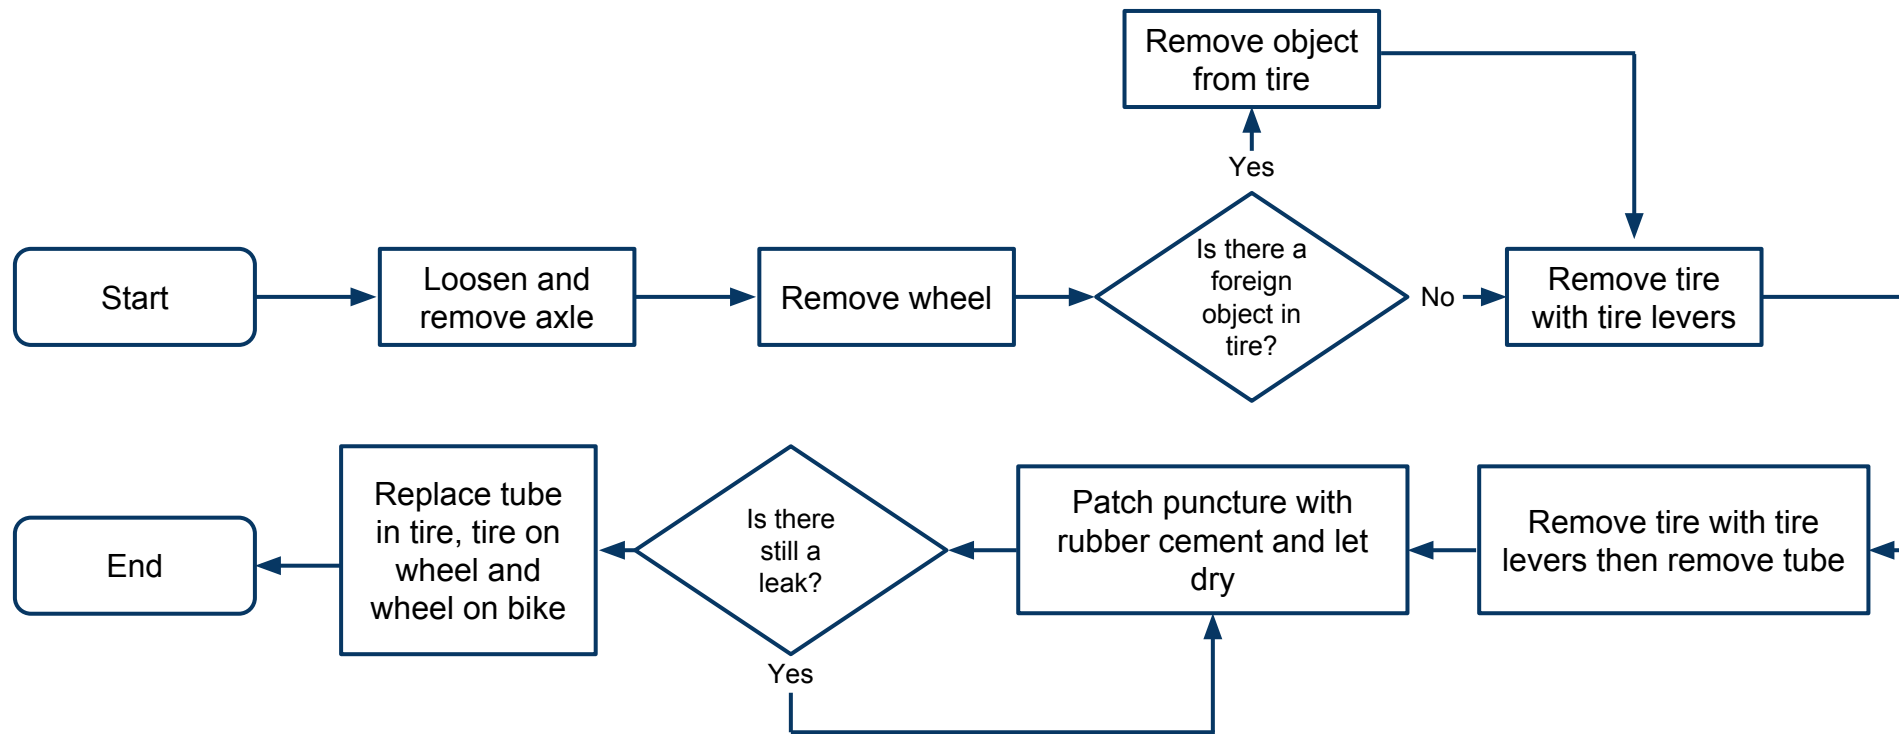 Start
Loosen and
remove axle
Remove wheel
Is there a
foreign
object in
tire?
Yes
Remove object
from tire
No
Remove tire
with tire levers
Remove tire with tire
levers then remove tube
Patch puncture with
rubber cement and let
dry
Is there
still a
leak?
Yes
Replace tube
in tire, tire on
wheel and
wheel on bike
End